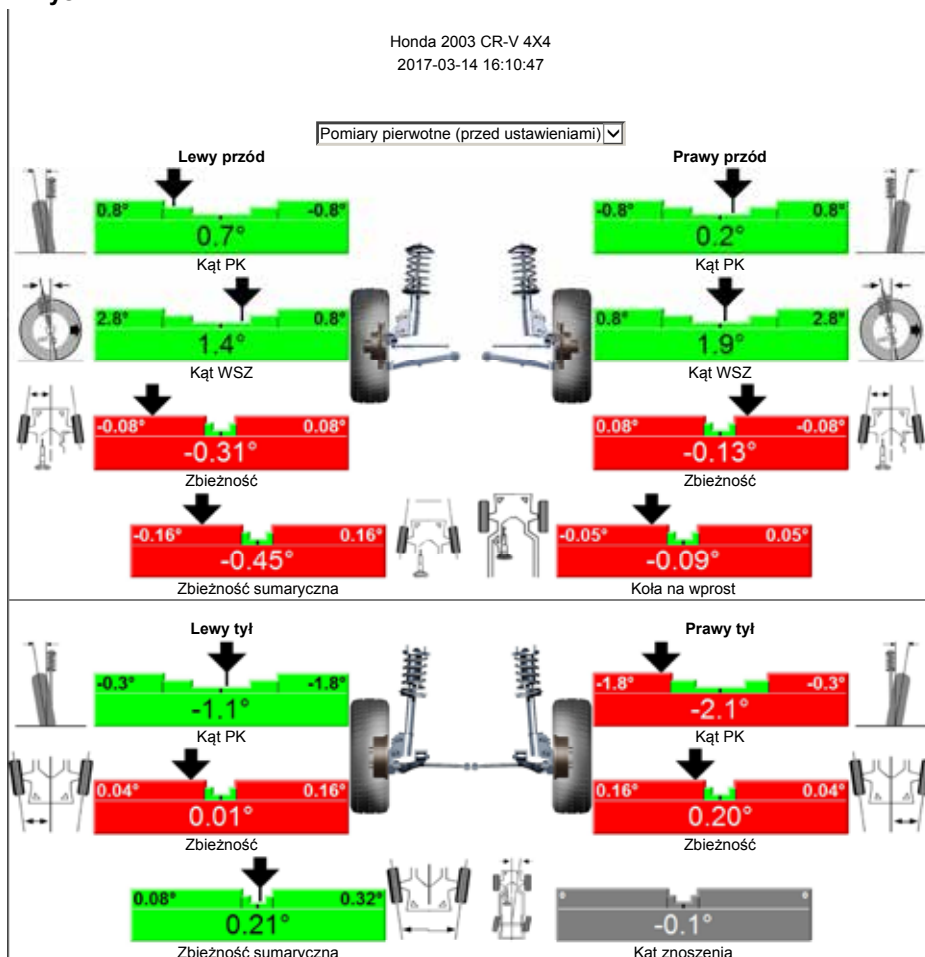 Honda 2003 CR-V 4X4
2017-03-14 16:10:47
Pomiary pierwotne (przed ustawieniami)
Lewy przód Prawy przód
0.8° -0.8° -0.8° 0.8°
0.7° 0.2°
Kąt PK Kąt PK
2.8° 0.8° 0.8° 2.8°
1.4° 1.9°
Kąt WSZ Kąt WSZ
-0.08° 0.08° 0.08° -0.08°
-0.31° -0.13°
Zbieżność Zbieżność
-0.16° 0.16° -0.05° 0.05°
-0.45° -0.09°
Zbieżność sumaryczna Koła na wprost
Lewy tył Prawy tył
-0.3° -1.8° -1.8° -0.3°
-1.1° -2.1°
Kąt PK Kąt PK
0.04° 0.16° 0.16° 0.04°
0.01° 0.20°
Zbieżność Zbieżność
0.08° 0.32°
0.21° -0.1°
Zbieżność sumaryczna Kąt znoszenia